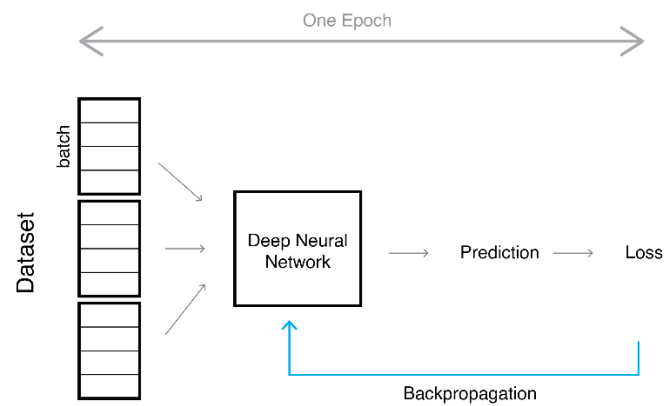 One Epoch
batch
Dataset
Deep Neural
Network
Prediction
Loss
Backpropagation